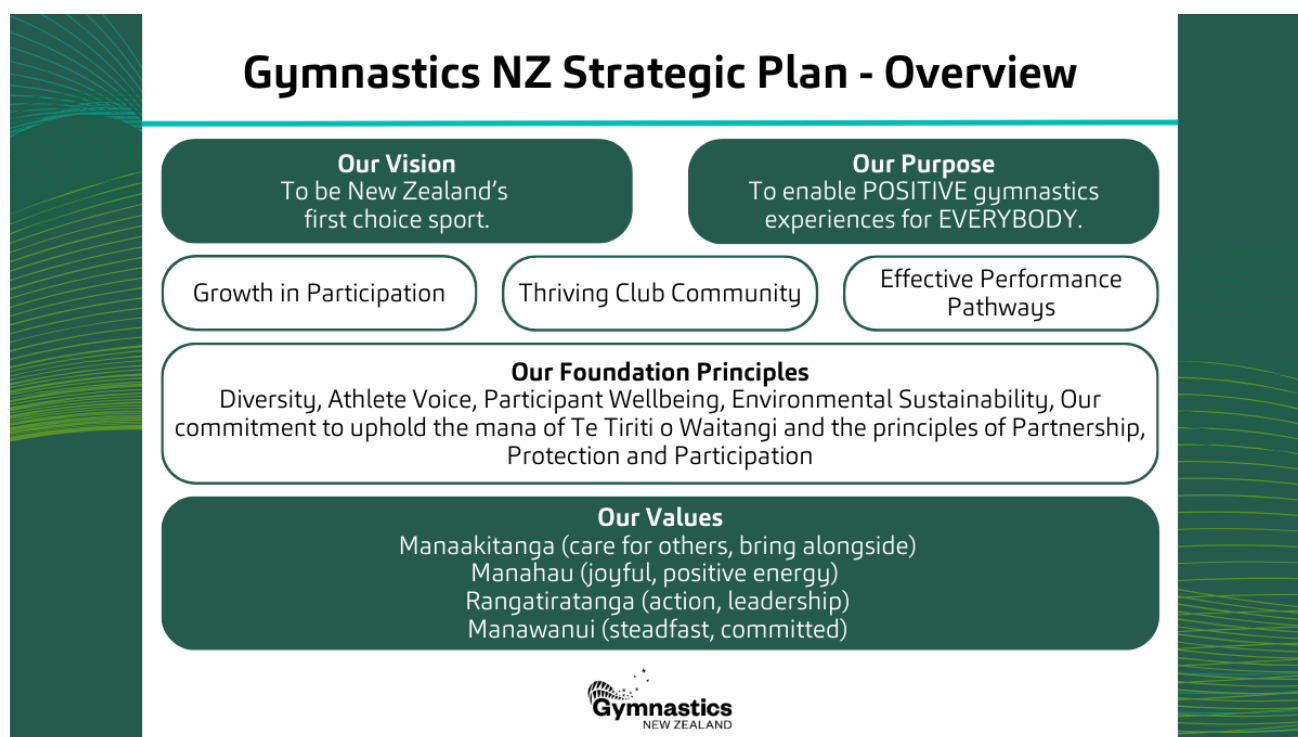 Gymnastics NZ Strategic Plan - Overview
Our Vision
To be New Zealand’s
first choice sport.
Our Purpose
To enable POSITIVE gymnastics
experiences for EVERYBODY.
Growth in Participation
Thriving Club Community
Effective Performance
Pathways
Our Foundation Principles
Diversity, Athlete Voice, Participant Wellbeing, Environmental Sustainability, Our
commitment to uphold the mana of Te Tiriti o Waitangi and the principles of Partnership,
Protection and Participation
Our Values
Manaakitanga (care for others, bring alongside)
Manahau (joyful, positive energy)
Rangatiratanga (action, leadership)
Manawanui (steadfast, committed)
Gymnastics
NEW ZEALAND